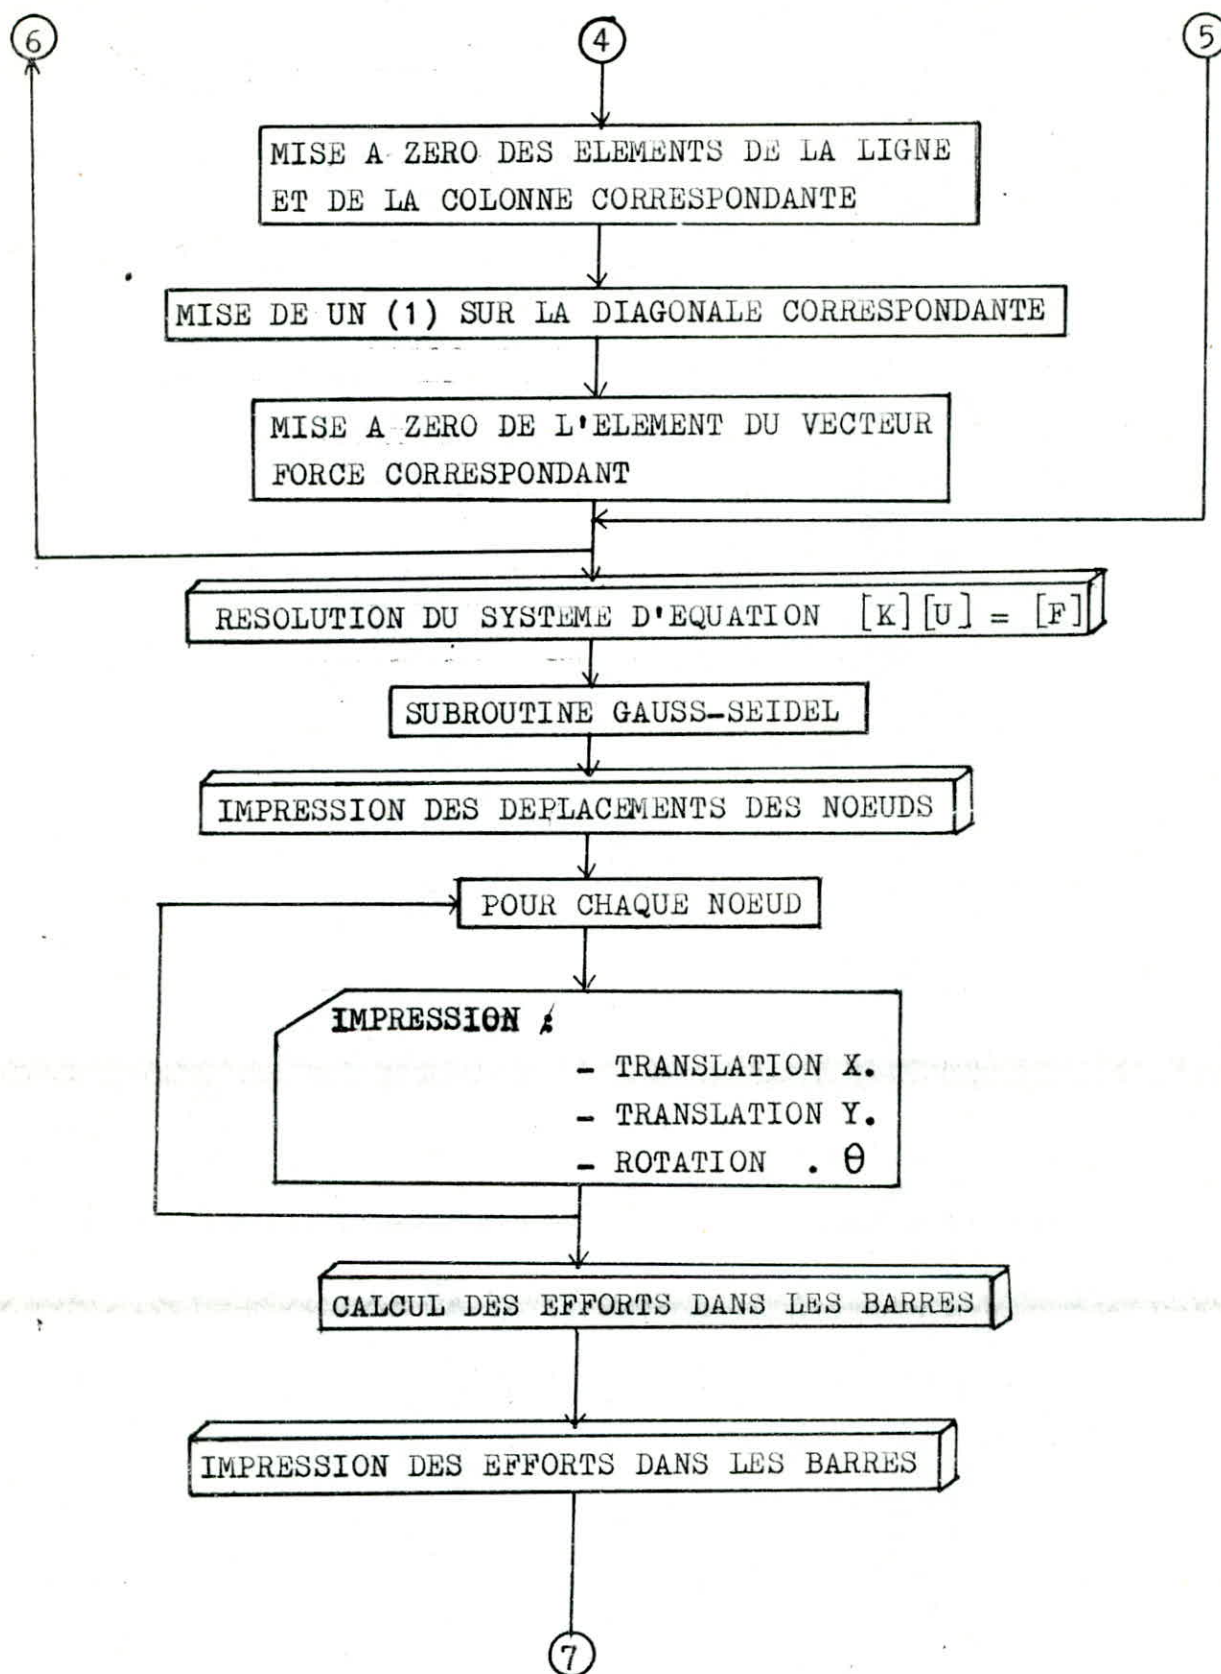 6
4
5
MISE A ZERO DES ELEMENTS DE LA LIGNE
ET DE LA COLONNE CORRESPONDANTE
MISE DE UN (1) SUR LA DIAGONALE CORRESPONDANTE
MISE A ZERO DE L'ELEMENT DU VECTEUR
FORCE CORRESPONDANT
RESOLUTION DU SYSTEME D'EQUATION [K][U] = [F]
SUBROUTINE GAUSS-SEIDEL
IMPRESSION DES DEPLACEMENTS DES NOEUDS
POUR CHAQUE NOEUD
IMPRESSION :
- TRANSLATION X.
- TRANSLATION Y.
- ROTATION . θ
CALCUL DES EFFORTS DANS LES BARRES
IMPRESSION DES EFFORTS DANS LES BARRES
7